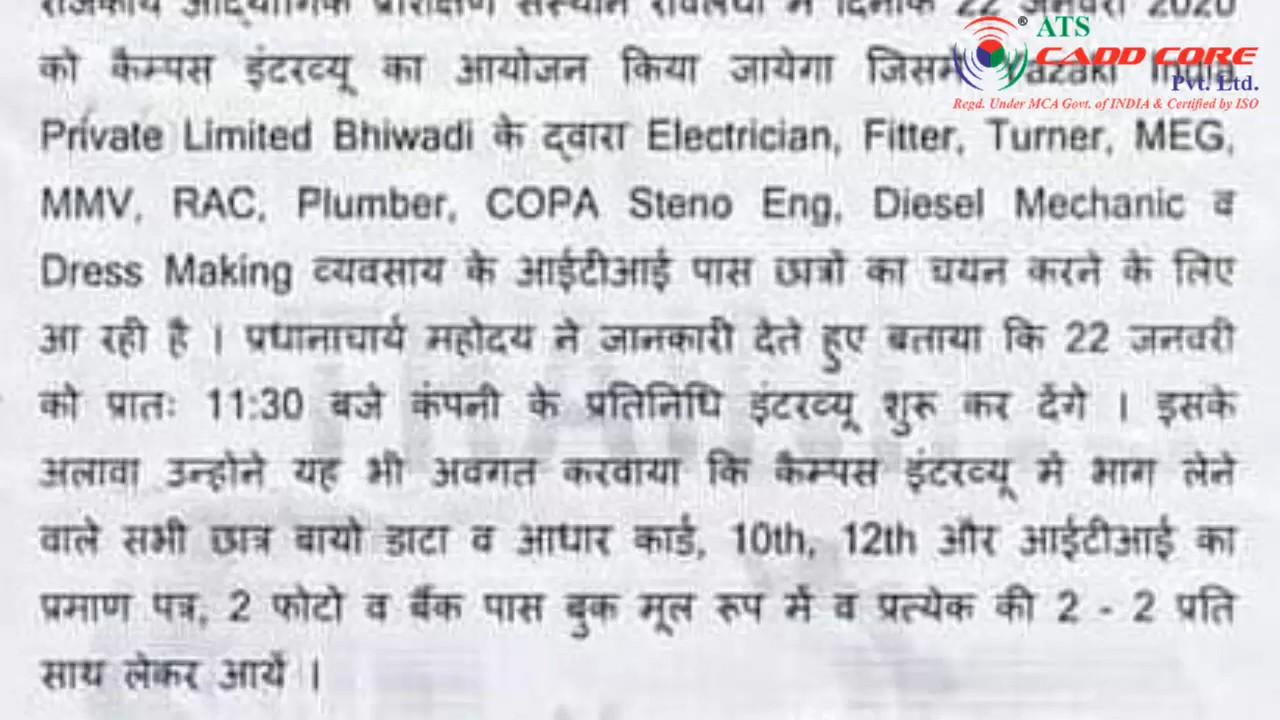 22 जनवरी 2020
ATS
CADD CORE
Pvt. Ltd.
Regd. Under MCA Govt. of INDIA & Certified by ISO
को कैम्पस इंटरव्यू का आयोजन किया जायेगा India
Private Limited Bhiwadi के द्वारा Electrician, Fitter, Turner, MEG,
MMV, RAC, Plumber, COPA Steno Eng, Diesel Mechanic व
Dress Making व्यवसाय के आईटीआई पास छात्रों का चयन करने के लिए
आ रही है । प्रधानाचार्य महोदय ने जानकारी देते हुए बताया कि 22 जनवरी
को प्रातः 11:30 बजे कंपनी के प्रतिनिधि इंटरव्यू शुरू कर देंगे । इसके
अलावा उन्होने यह भी अवगत करवाया कि कैम्पस इंटरव्यू मे भाग लेने
वाले सभी छात्र बायो डाटा व आधार कार्ड, 10th, 12th और आईटीआई का
प्रमाण पत्र, 2 फोटो व बैंक पास बुक मूल रूप में व प्रत्येक की 2 - 2 प्रति
साथ लेकर आयें ।